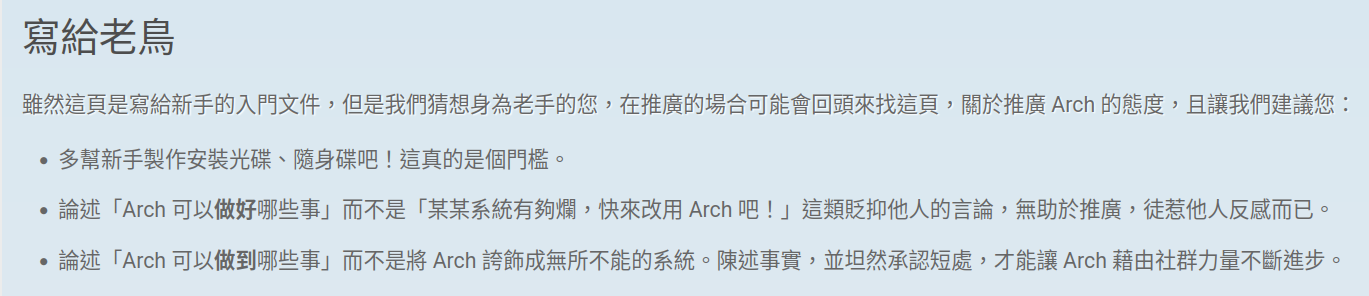 寫給老鳥
雖然這頁是寫給新手的入門文件，但是我們猜想身為老手的您，在推廣的場合可能會回頭來找這頁，關於推廣 Arch 的態度，且讓我們建議您：
• 多幫新手製作安裝光碟、隨身碟吧！這真的是個門檻。
• 論述「Arch 可以做好哪些事」而不是「某某系統有夠爛，快來改用 Arch 吧！」這類貶抑他人的言論，無助於推廣，徒惹他人反感而已。
• 論述「Arch 可以做到哪些事」而不是將 Arch 誇飾成無所不能的系統。陳述事實，並坦然承認短處，才能讓 Arch 藉由社群力量不斷進步。